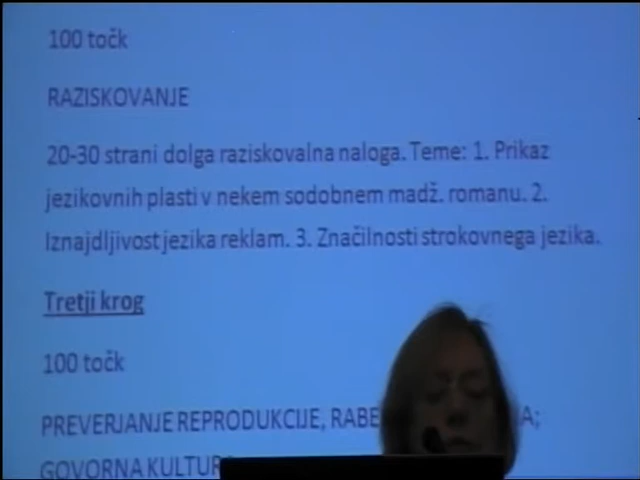 100 točk
RAZISKOVANJE
20-30 strani dolga raziskovalna naloga. Teme: 1. Prikaz
jezikovnih plasti v nekem sodobnem madž. romanu. 2.
Iznajdljivost jezika reklam. 3. Značilnosti strokovnega jezika.
Tretji krog
100 točk
PREVERJANJE REPRODUKCIJE,
GOVORNA